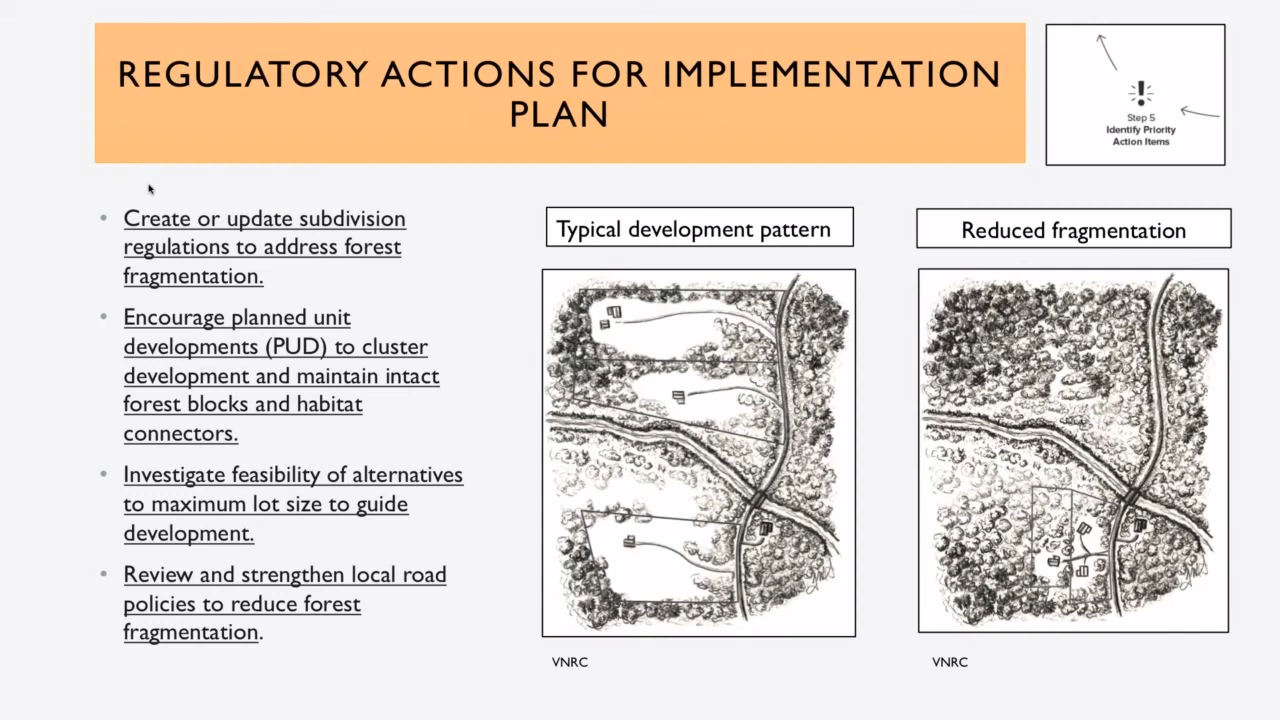 REGULATORY ACTIONS FOR IMPLEMENTATION
PLAN
Step 5
Identify Priority
Action Items
• Create or update subdivision
regulations to address forest
fragmentation.
• Encourage planned unit
developments (PUD) to cluster
development and maintain intact
forest blocks and habitat
connectors.
• Investigate feasibility of alternatives
to maximum lot size to guide
development.
• Review and strengthen local road
policies to reduce forest
fragmentation.
Typical development pattern
VNRC
Reduced fragmentation
VNRC